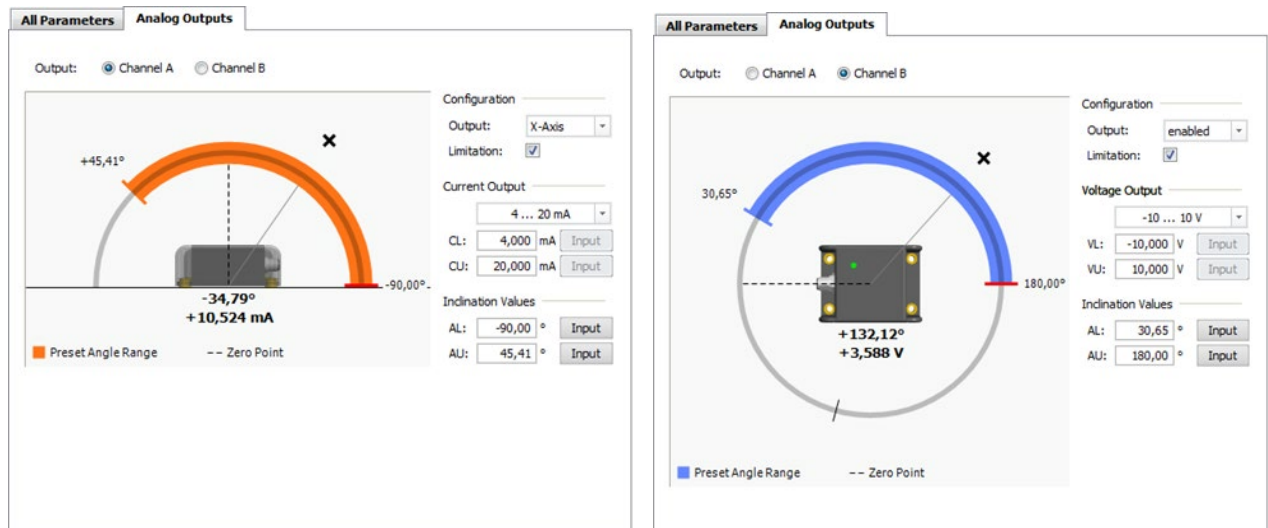 All Parameters Analog Outputs
Output: Channel A Channel B
Configuration
Output: X-Axis
Limitation:
+45,41°
Current Output
4 ... 20 mA
CL: 4,000 mA Input
CU: 20,000 mA Input
-90,00°
-34,79°
+10,524 mA
Inclination Values
AL: -90,00 ° Input
AU: 45,41 ° Input
Preset Angle Range -- Zero Point
All Parameters Analog Outputs
Output: Channel A Channel B
Configuration
Output: enabled
Limitation:
30,65°
Voltage Output
-10 ... 10 V
VL: -10,000 V Input
VU: 10,000 V Input
180,00°
Inclination Values
+132,12°
+3,588 V
AL: 30,65 ° Input
AU: 180,00 ° Input
Preset Angle Range -- Zero Point